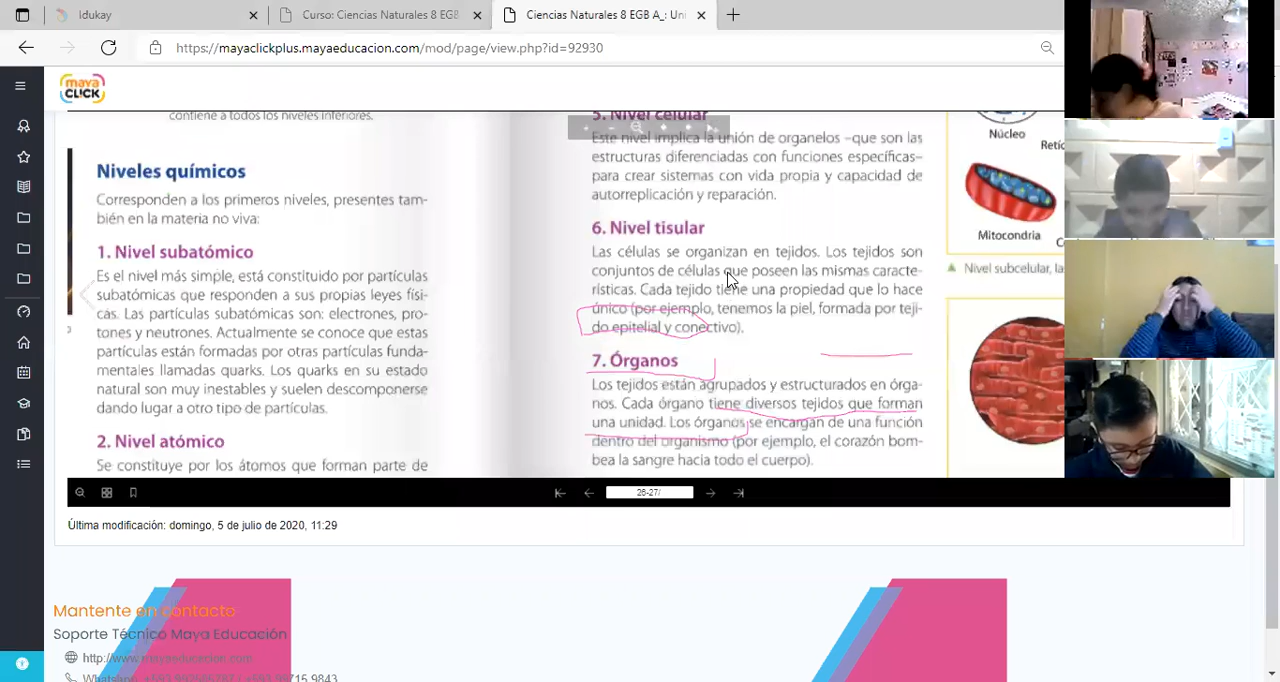 Idukay
Curso: Ciencias Naturales 8 EGB
Ciencias Naturales 8 EGB A_: Uni
https://mayaclickplus.mayaeducacion.com/mod/page/view.php?id=92930
maya
CLICK
contiene a todos los niveles inferiores.
Niveles químicos
Corresponden a los primeros niveles, presentes tam-
bién en la materia no viva:
1. Nivel subatómico
Es el nivel más simple, está constituido por partículas
subatómicas que responden a sus propias leyes físi-
cas. Las partículas subatómicas son: electrones, pro-
tones y neutrones. Actualmente se conoce que estas
partículas están formadas por otras partículas funda-
mentales llamadas quarks. Los quarks en su estado
natural son muy inestables y suelen descomponerse
dando lugar a otro tipo de partículas.
2. Nivel atómico
Se constituye por los átomos que forman parte de
5. Nivel celular
Este nivel implica la unión de organelos –que son las
estructuras diferenciadas con funciones específicas–
para crear sistemas con vida propia y capacidad de
autorreplicación y reparación.
6. Nivel tisular
Las células se organizan en tejidos. Los tejidos son
conjuntos de células que poseen las mismas caracte-
rísticas. Cada tejido tiene una propiedad que lo hace
único (por ejemplo, tenemos la piel, formada por teji-
do epitelial y conectivo).
7. Órganos
Los tejidos están agrupados y estructurados en órga-
nos. Cada órgano tiene diversos tejidos que forman
una unidad. Los órganos se encargan de una función
dentro del organismo (por ejemplo, el corazón bom-
bea la sangre hacia todo el cuerpo).
Núcleo
Mitocondria
Nivel subcelular, la
26-27/
Última modificación: domingo, 5 de julio de 2020, 11:29
Mantente en contacto
Soporte Técnico Maya Educación
http://www.mayaeducacion.com